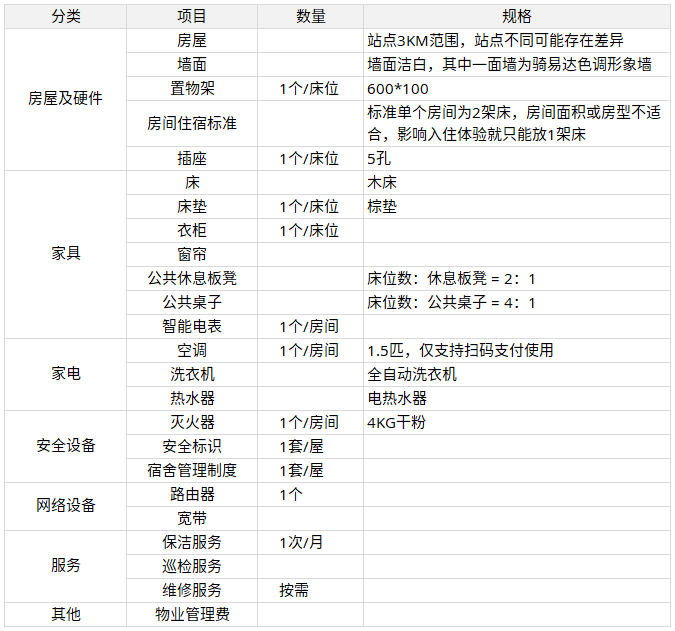 分类 项目 数量 规格
房屋及硬件 房屋 站点3KM范围，站点不同可能存在差异
墙面 墙面洁白，其中一面墙为骑易达色调形象墙
置物架 1个/床位 600*100
房间住宿标准 标准单个房间为2架床，房间面积或房型不适
合，影响入住体验就只能放1架床
插座 1个/床位 5孔
家具 床 木床
床垫 1个/床位 棕垫
衣柜 1个/床位
窗帘
公共休息板凳 床位数：休息板凳 = 2：1
公共桌子 床位数：公共桌子 = 4：1
智能电表 1个/房间
家电 空调 1个/房间 1.5匹，仅支持扫码支付使用
洗衣机 全自动洗衣机
热水器 电热水器
安全设备 灭火器 1个/房间 4KG干粉
安全标识 1套/屋
宿舍管理制度 1套/屋
网络设备 路由器 1个
宽带
服务 保洁服务 1次/月
巡检服务
维修服务 按需
其他 物业管理费